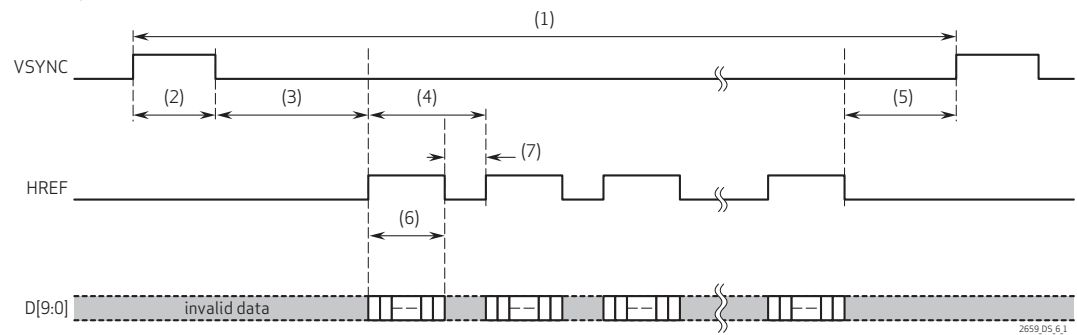 (1)
VSYNC
(2) (3) (4) (5)
(7)
HREF
(6)
D[9:0] invalid data
2659_DS_6_1